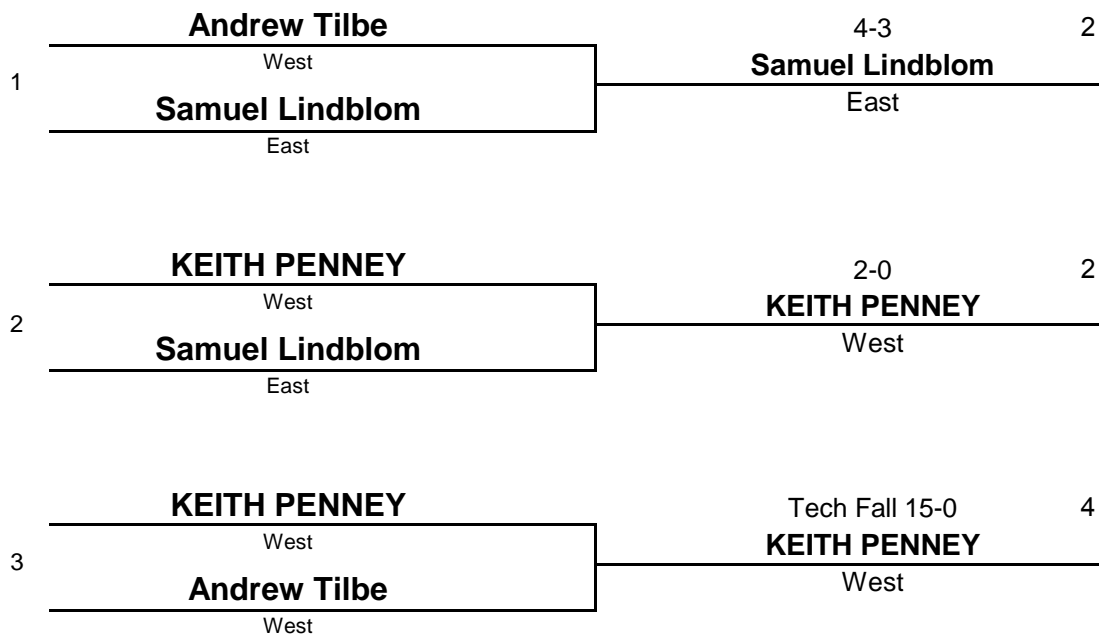 Andrew Tilbe
4-3 2
West
Samuel Lindblom
1
Samuel Lindblom
East
East
KEITH PENNEY
2-0 2
West
KEITH PENNEY
2
Samuel Lindblom
West
East
KEITH PENNEY
Tech Fall 15-0 4
West
KEITH PENNEY
3
Andrew Tilbe
West
West